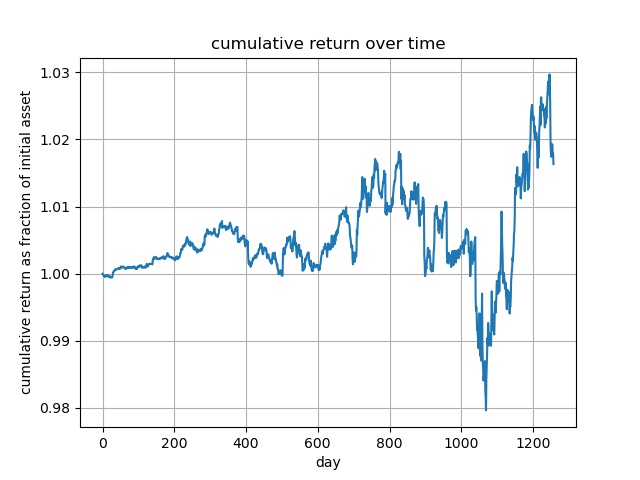 cumulative return over time
cumulative return as fraction of initial asset
1.03
1.02
1.01
1.00
0.99
0.98
0 200 400 600 800 1000 1200
day